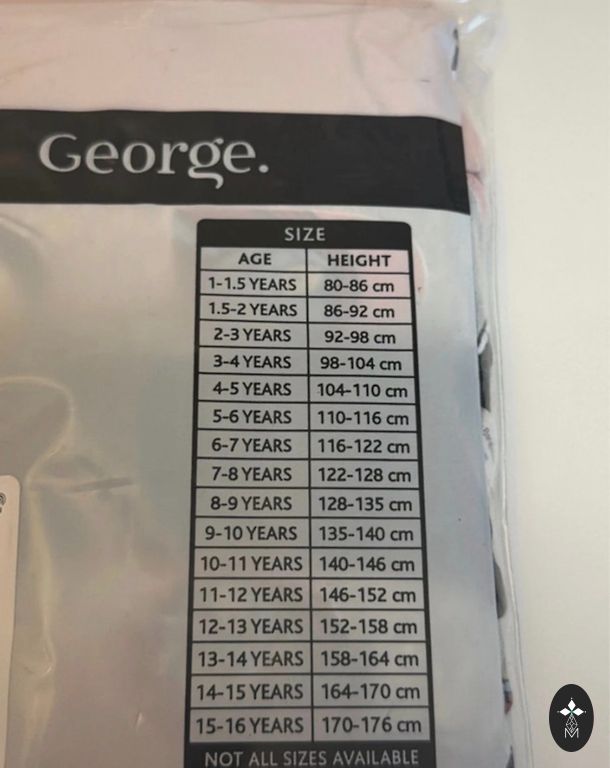 George.
SIZE
AGE HEIGHT
1-1.5 YEARS 80-86 cm
1.5-2 YEARS 86-92 cm
2-3 YEARS 92-98 cm
3-4 YEARS 98-104 cm
4-5 YEARS 104-110 cm
5-6 YEARS 110-116 cm
6-7 YEARS 116-122 cm
7-8 YEARS 122-128 cm
8-9 YEARS 128-135 cm
9-10 YEARS 135-140 cm
10-11 YEARS 140-146 cm
11-12 YEARS 146-152 cm
12-13 YEARS 152-158 cm
13-14 YEARS 158-164 cm
14-15 YEARS 164-170 cm
15-16 YEARS 170-176 cm
NOT ALL SIZES AVAILABLE
M